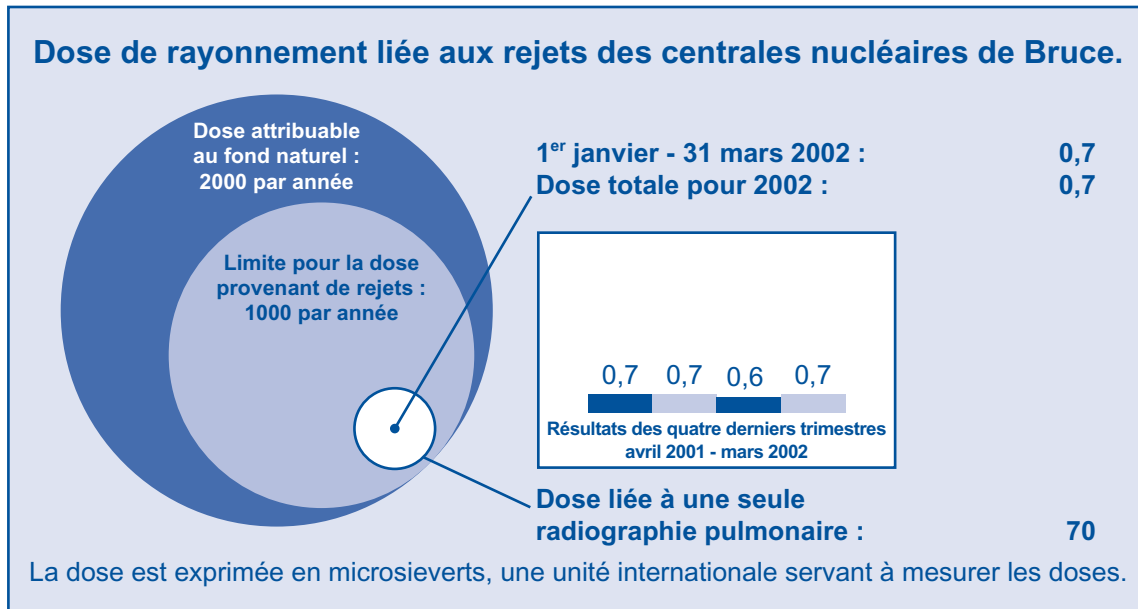 Dose de rayonnement liée aux rejets des centrales nucléaires de Bruce.
Dose attribuable
au fond naturel :
2000 par année
Limite pour la dose
provenant de rejets :
1000 par année
1er janvier - 31 mars 2002 : 0,7
Dose totale pour 2002 : 0,7
0,7 0,7 0,6 0,7
Résultats des quatre derniers trimestres
avril 2001 - mars 2002
Dose liée à une seule
radiographie pulmonaire : 70
La dose est exprimée en microsieverts, une unité internationale servant à mesurer les doses.